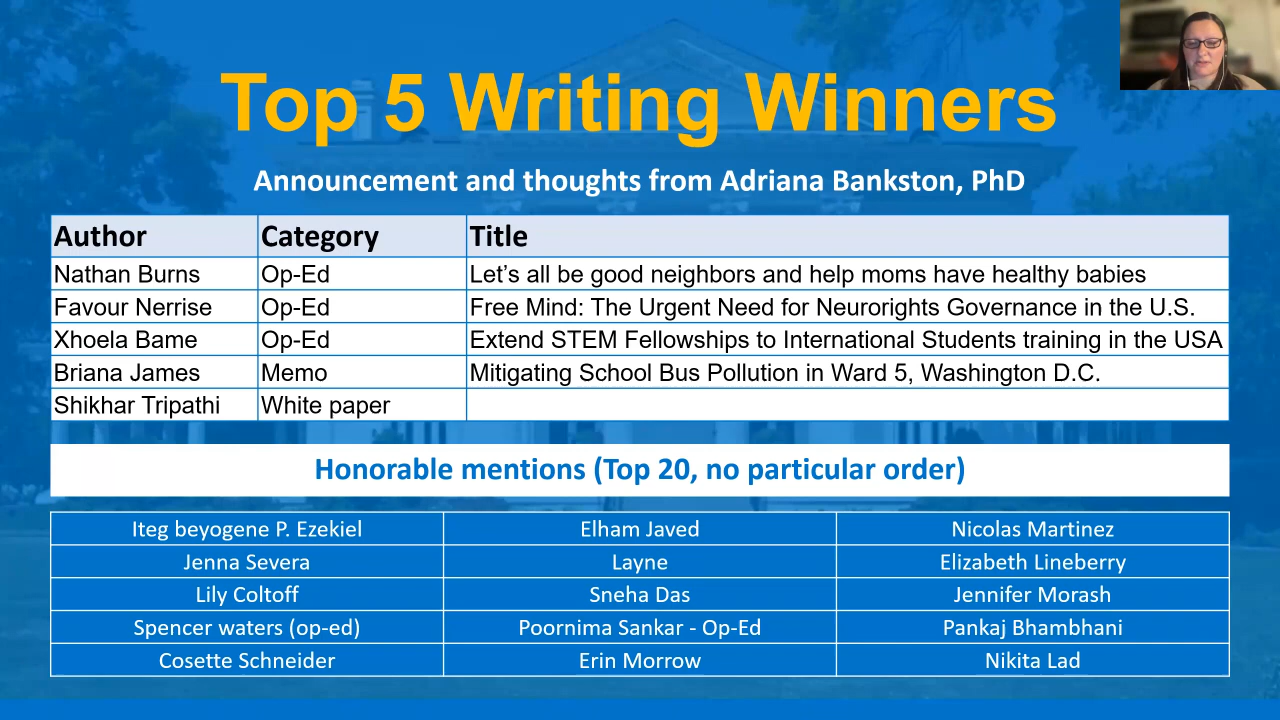 Top 5 Writing Winners
Announcement and thoughts from Adriana Bankston, PhD
Author Category Title
Nathan Burns Op-Ed Let’s all be good neighbors and help moms have healthy babies
Favour Nerrise Op-Ed Free Mind: The Urgent Need for Neurorights Governance in the U.S.
Xhoela Bame Op-Ed Extend STEM Fellowships to International Students training in the USA
Briana James Memo Mitigating School Bus Pollution in Ward 5, Washington D.C.
Shikhar Tripathi White paper
Honorable mentions (Top 20, no particular order)
Iteg beyogene P. Ezekiel Elham Javed Nicolas Martinez
Jenna Severa Layne Elizabeth Lineberry
Lily Coltoff Sneha Das Jennifer Morash
Spencer waters (op-ed) Poornima Sankar - Op-Ed Pankaj Bhambhani
Cosette Schneider Erin Morrow Nikita Lad